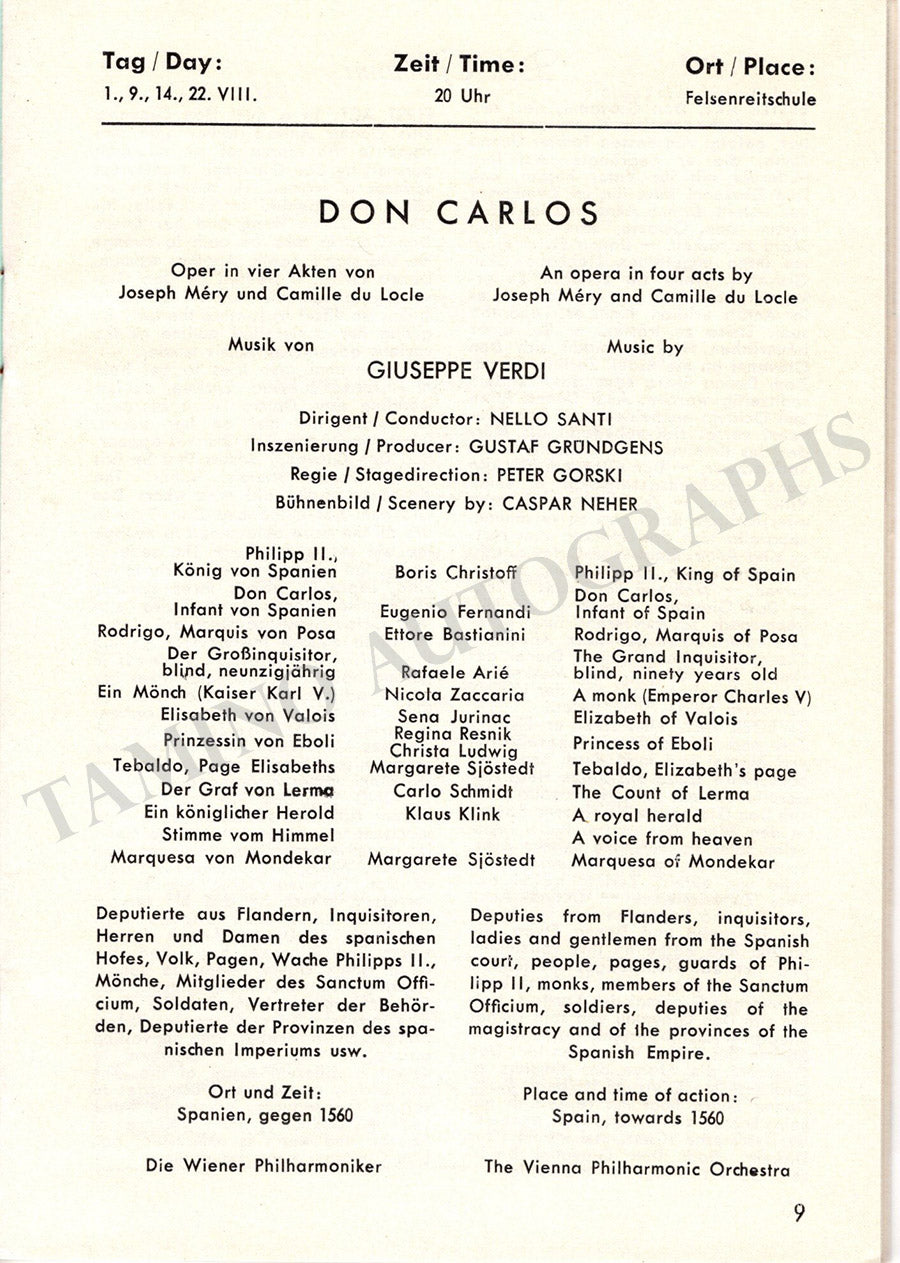 Tag / Day: Zeit / Time: Ort / Place:
1., 9., 14., 22. VIII. 20 Uhr Felsenreitschule
DON CARLOS
Oper in vier Akten von An opera in four acts by
Joseph Méry und Camille du Locle Joseph Méry and Camille du Locle
Musik von Music by
GIUSEPPE VERDI
Dirigent / Conductor: NELLO SANTI
Inszenierung / Producer: GUSTAF GRÜNDGENS
Regie / Stagedirection: PETER GORSKI
Bühnenbild / Scenery by: CASPAR NEHER
Philipp II.,
König von Spanien Boris Christoff Philipp II., King of Spain
Don Carlos, Don Carlos,
Infant von Spanien Eugenio Fernandi Infant of Spain
Rodrigo, Marquis von Posa Ettore Bastianini Rodrigo, Marquis of Posa
Der Großinquisitor, The Grand Inquisitor,
blind, neunzigjährig Rafaele Arié blind, ninety years old
Ein Mönch (Kaiser Karl V.) Nicola Zaccaria A monk (Emperor Charles V)
Elisabeth von Valois Sena Jurinac Elizabeth of Valois
Regina Resnik
Prinzessin von Eboli Christa Ludwig Princess of Eboli
Tebaldo, Page Elisabeths Margarete Sjöstedt Tebaldo, Elizabeth's page
Der Graf von Lerma Carlo Schmidt The Count of Lerma
Ein königlicher Herold Klaus Klink A royal herald
Stimme vom Himmel A voice from heaven
Marquesa von Mondekar Margarete Sjöstedt Marquesa of Mondekar
Deputierte aus Flandern, Inquisitoren,
Herren und Damen des spanischen
Hofes, Volk, Pagen, Wache Philipps II.,
Mönche, Mitglieder des Sanctum Offi-
cium, Soldaten, Vertreter der Behör-
den, Deputierte der Provinzen des spa-
nischen Imperiums usw.
Deputies from Flanders, inquisitors,
ladies and gentlemen from the Spanish
court, people, pages, guards of Phi-
lipp II, monks, members of the Sanctum
Officium, soldiers, deputies of the
magistracy and of the provinces of the
Spanish Empire.
Ort und Zeit: Place and time of action:
Spanien, gegen 1560 Spain, towards 1560
Die Wiener Philharmoniker The Vienna Philharmonic Orchestra
9
TAMINO AUTOGRAPHS